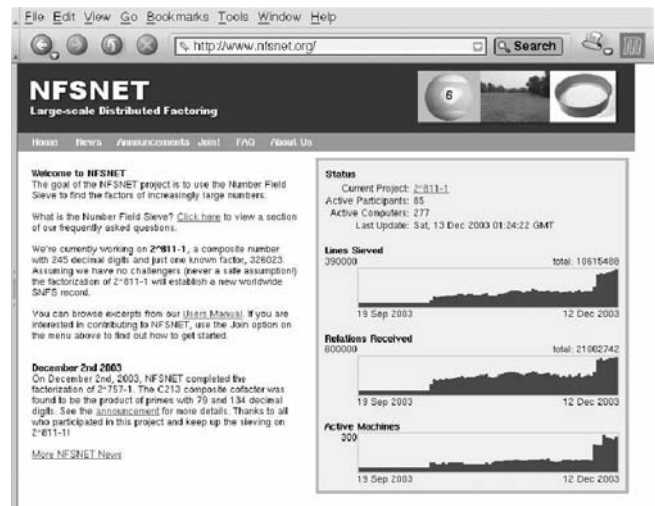 File Edit View Go Bookmarks Tools Window Help
http://www.nfsnet.org/
Search
NFSNET
Large-scale Distributed Factoring
6
Home News Announcements Join! FAQ About Us
Welcome to NFSNET
The goal of the NFSNET project is to use the Number Field
Sieve to find the factors of increasingly large numbers.
What is the Number Field Sieve? Click here to view a section
of our frequently asked questions.
We're currently working on 2^811-1, a composite number
with 245 decimal digits and just one known factor, 326023.
Assuming we have no challengers (never a safe assumption!)
the factorization of 2^811-1 will establish a new worldwide
SNFS record.
You can browse excerpts from our Users Manual. If you are
interested in contributing to NFSNET, use the Join option on
the menu above to find out how to get started.
December 2nd 2003
On December 2nd, 2003, NFSNET completed the
factorization of 2^757-1. The C213 composite cofactor was
found to be the product of primes with 79 and 134 decimal
digits. See the announcement for more details. Thanks to all
who participated in this project and keep up the sieving on
2^811-1!
More NFSNET News
Status
Current Project: 2^811-1
Active Participants: 85
Active Computers: 277
Last Update: Sat, 13 Dec 2003 01:24:22 GMT
Lines Sieved
390000 total: 10615488
19 Sep 2003 12 Dec 2003
Relations Received
600000 total: 21002742
19 Sep 2003 12 Dec 2003
Active Machines
300
19 Sep 2003 12 Dec 2003